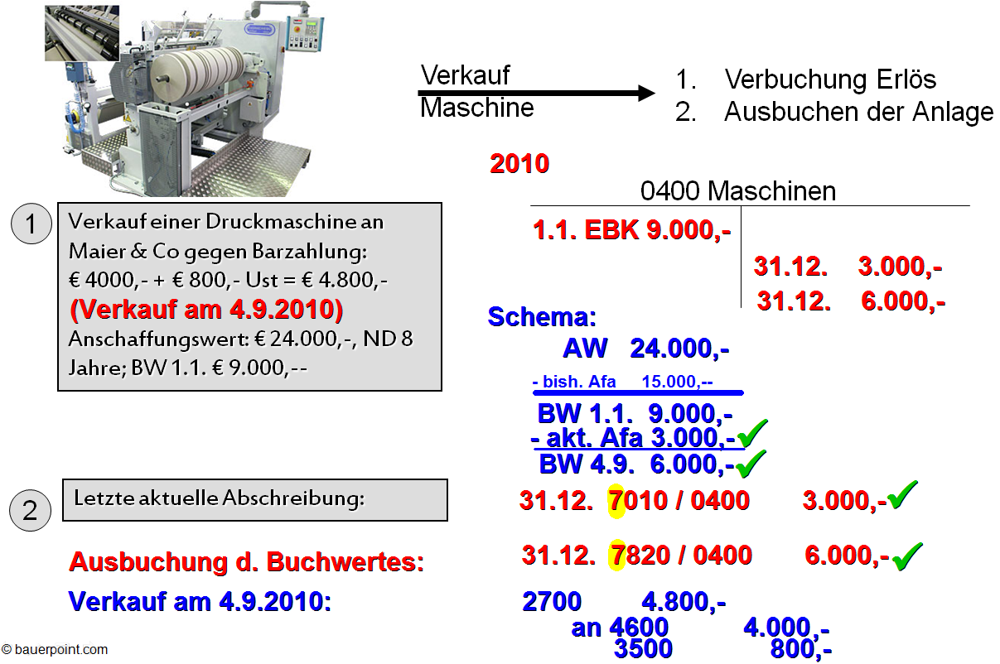 Verkauf
Maschine
1. Verbuchung Erlös
2. Ausbuchen der Anlage
2010
0400 Maschinen
1.1. EBK 9.000,-
31.12. 3.000,-
31.12. 6.000,-
1
Verkauf einer Druckmaschine an
Maier & Co gegen Barzahlung:
€ 4000,- + € 800,- Ust = € 4.800,-
(Verkauf am 4.9.2010)
Anschaffungswert: € 24.000,-, ND 8
Jahre; BW 1.1. € 9.000,--
Schema:
AW 24.000,-
- bish. Afa 15.000,--
BW 1.1. 9.000,-
- akt. Afa 3.000,-
BW 4.9. 6.000,-
2
Letzte aktuelle Abschreibung:
31.12. 7010 / 0400 3.000,-
Ausbuchung d. Buchwertes:
31.12. 7820 / 0400 6.000,-
Verkauf am 4.9.2010:
2700 4.800,-
an 4600 4.000,-
3500 800,-
© bauerpoint.com